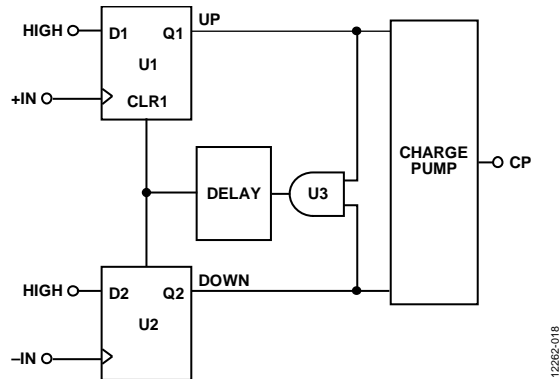 UP
HIGH
D1 Q1
U1
+IN
CLR1
CHARGE
PUMP
CP
DELAY
U3
DOWN
HIGH
D2 Q2
U2
–IN
12262-018